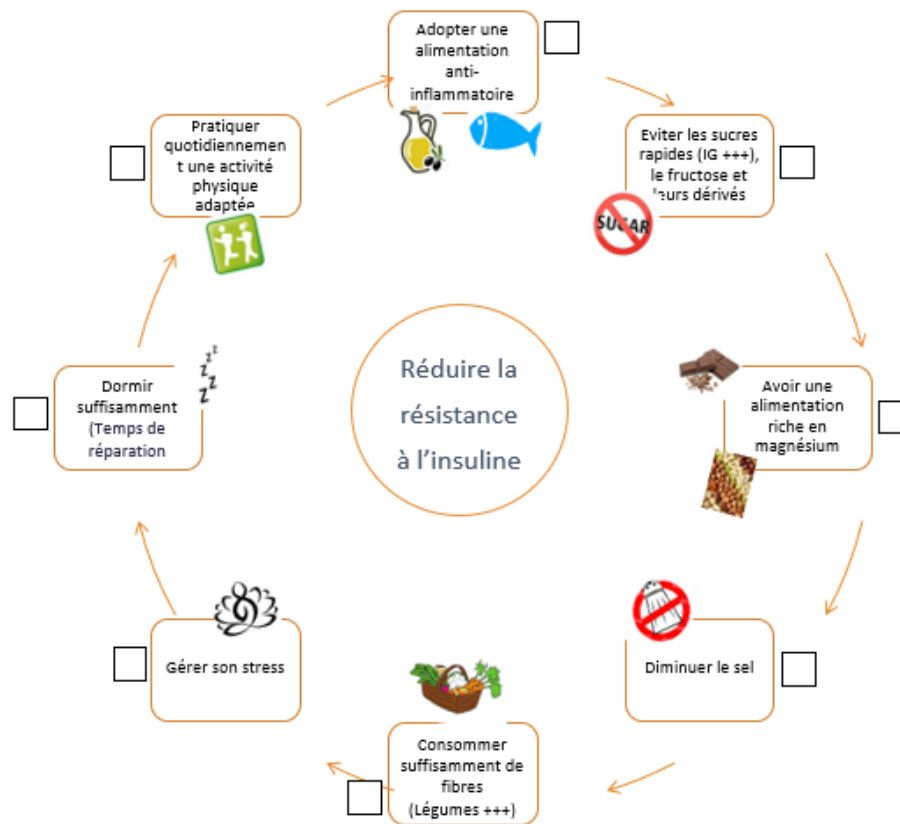 Adopter une
alimentation
anti-
inflammatoire
Eviter les sucres
rapides (IG +++),
le fructose et
leurs dérivés
SUGAR
Avoir une
alimentation
riche en
magnésium
Diminuer le sel
Consommer
suffisamment de
fibres
(Légumes +++)
Gérer son stress
Dormir
suffisamment
(Temps de
réparation
zzz
zz
Pratiquer
quotidiennemen
t une activité
physique
adaptée
Réduire la
résistance
à l’insuline